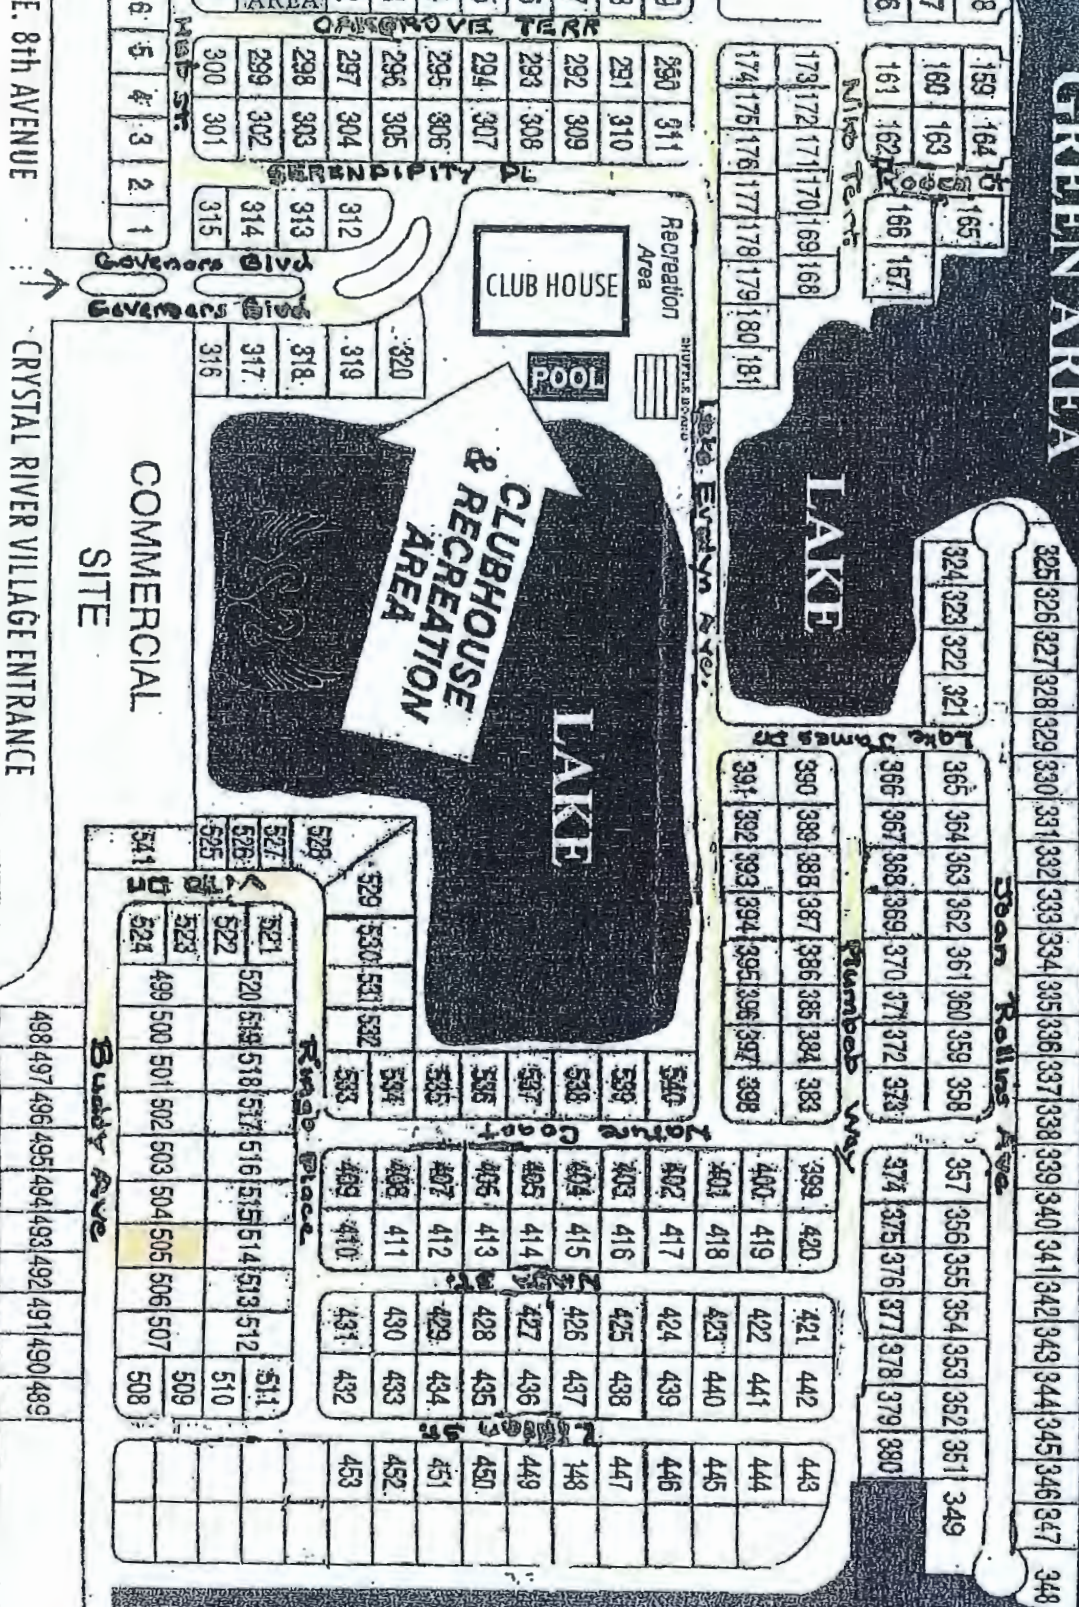 GREEN AREA
AREA
OAKGROVE TERR
6 5 4 3 2 1
300 299 298 297 296 295 294 293 292 291 290
301 302 303 304 305 306 307 308 309 310 311
SERENDIPITY PL
315 314 313 312
Governors Blvd
Governors Blvd
316 317 318 319 320
174 175 176 177 178 179 180 181
173 172 171 170 169 168
161 160 159
162 163 164
166 165
167
CLUB HOUSE
Recreation
Area
SHUFFLE BOARD
POOL
CLUBHOUSE
& RECREATION
AREA
LAKE
LAKE
Lake Evelyn Ave.
E. 8th AVENUE
CRYSTAL RIVER VILLAGE ENTRANCE
COMMERCIAL
SITE
324 323 322 321
325 326 327 328 329 330 331 332 333 334 335 336 337 338 339 340 341 342 343 344 345 346 347 348
Lake James Dr
391 392 393 394 395 396 397 398
390 389 388 387 386 385 384 383
366 367 368 369 370 371 372 373
365 364 363 362 361 360 359 358
Jean Rollins Ave
Plumbob Way
374 375 376 377 378 379 380
357 356 355 354 353 352 351 349
541 525 526 527 528
529 530 531 532
533 534 535 536 537 538 539 540
Nature Coast
524 523 522 521
499 500 501 502 503 504 505 506 507
520 519 518 517 516 515 514 513 512
508 509 510 511
Ringo Place
Buddy Ave
498 497 496 495 494 493 492 491 490 489
409 408 407 406 405 404 403 402 401 400 399
410 411 412 413 414 415 416 417 418 419 420
431 430 429 428 427 426 425 424 423 422 421
432 433 434 435 436 437 438 439 440 441 442
453 452 451 450 449 448 447 446 445 444 443